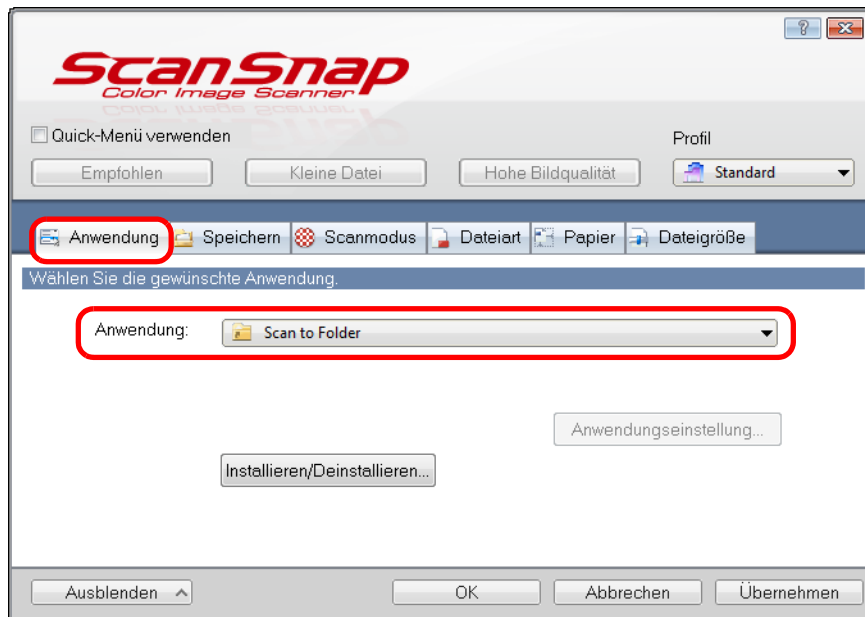 ScanSnap
Color Image Scanner
Quick-Menü verwenden
Profil
Empfohlen Kleine Datei Hohe Bildqualität Standard
Anwendung Speichern Scanmodus Dateiart Papier Dateigröße
Wählen Sie die gewünschte Anwendung.
Anwendung: Scan to Folder
Anwendungseinstellung...
Installieren/Deinstallieren...
Ausblenden OK Abbrechen Übernehmen